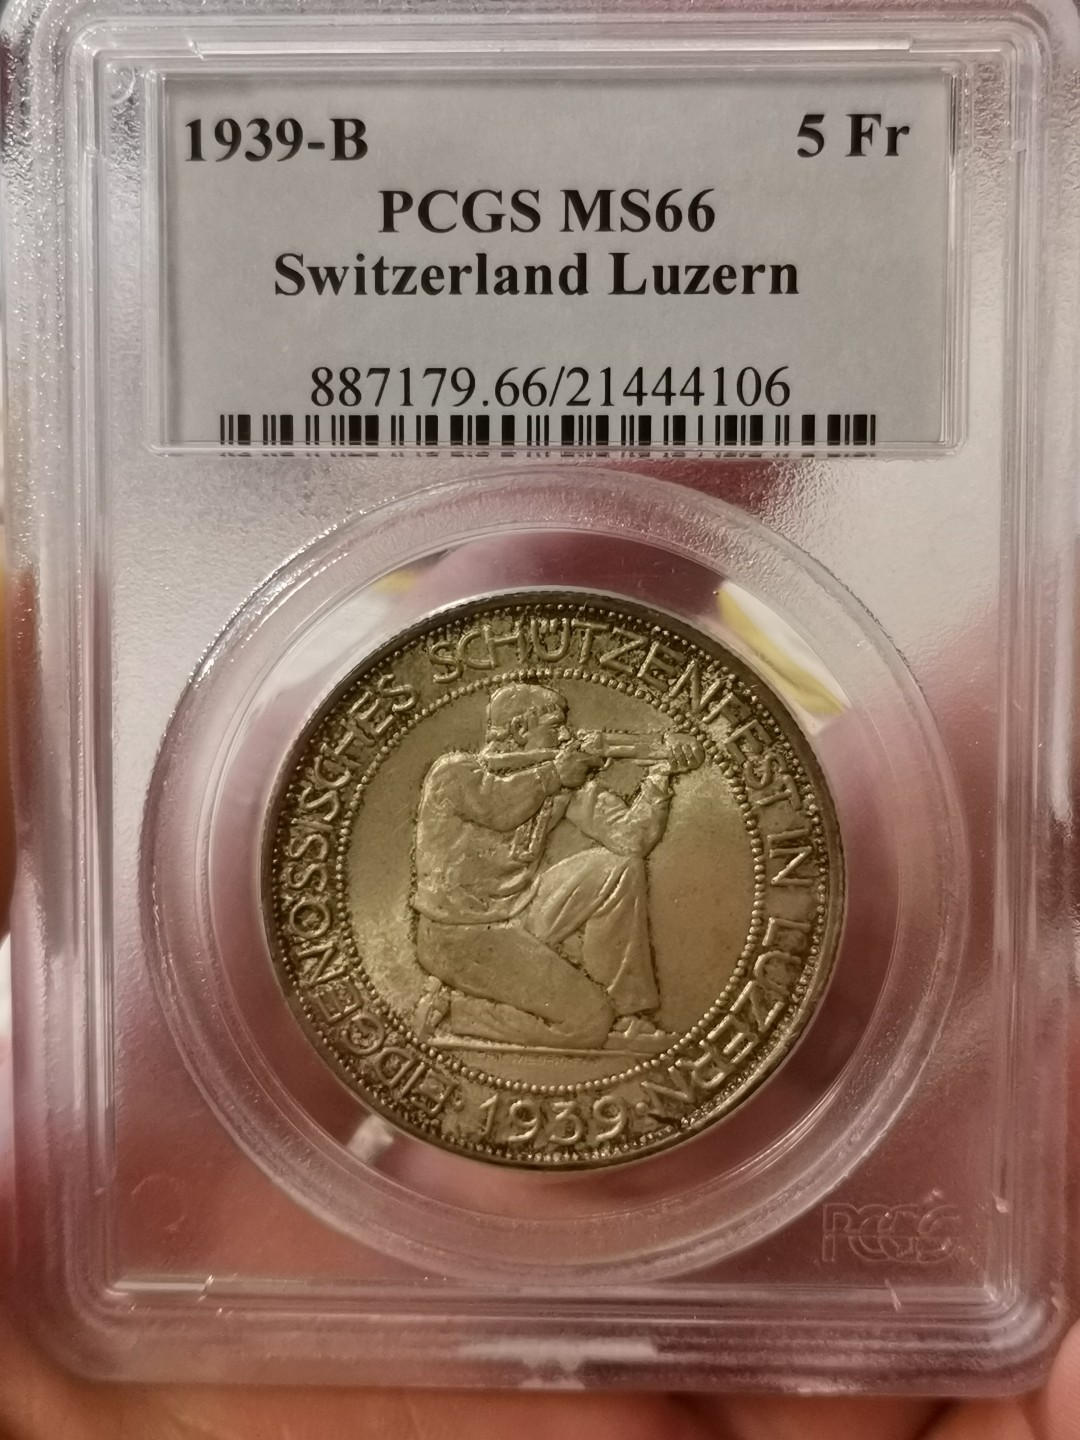 1939-B 5 Fr
PCGS MS66
Switzerland Luzern
887179.66/21444106
EIDGENÖSSISCHES SCHÜTZENFEST IN LUZERN
· 1939 ·
PCGS